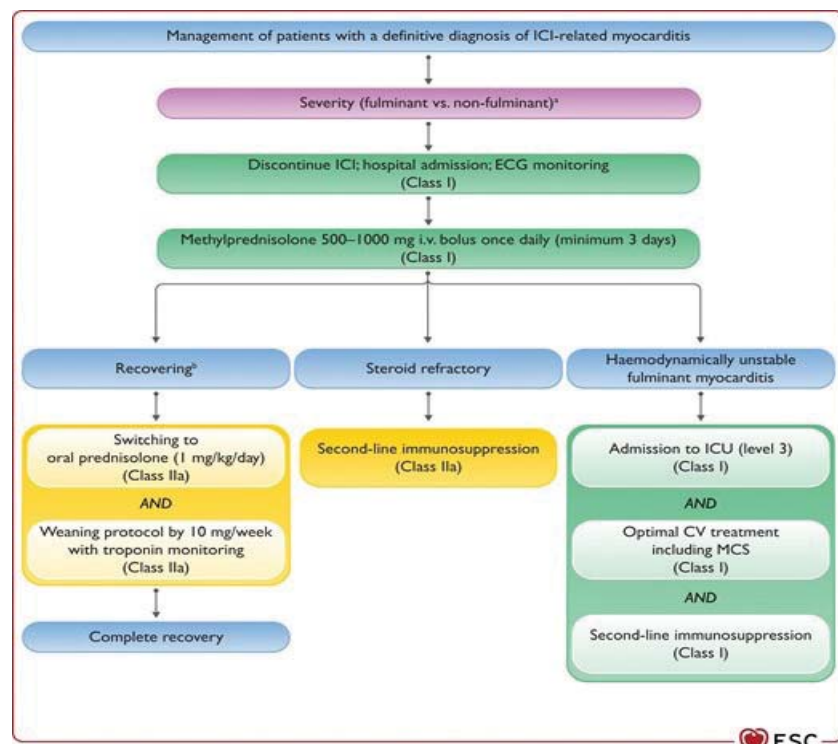 Management of patients with a definitive diagnosis of ICI-related myocarditis
Severity (fulminant vs. non-fulminant)ᵃ
Discontinue ICI; hospital admission; ECG monitoring
(Class I)
Methylprednisolone 500–1000 mg i.v. bolus once daily (minimum 3 days)
(Class I)
Recoveringᵇ
Steroid refractory
Haemodynamically unstable
fulminant myocarditis
Switching to
oral prednisolone (1 mg/kg/day)
(Class IIa)
AND
Weaning protocol by 10 mg/week
with troponin monitoring
(Class IIa)
Complete recovery
Second-line immunosuppression
(Class IIa)
Admission to ICU (level 3)
(Class I)
AND
Optimal CV treatment
including MCS
(Class I)
AND
Second-line immunosuppression
(Class I)
ESC